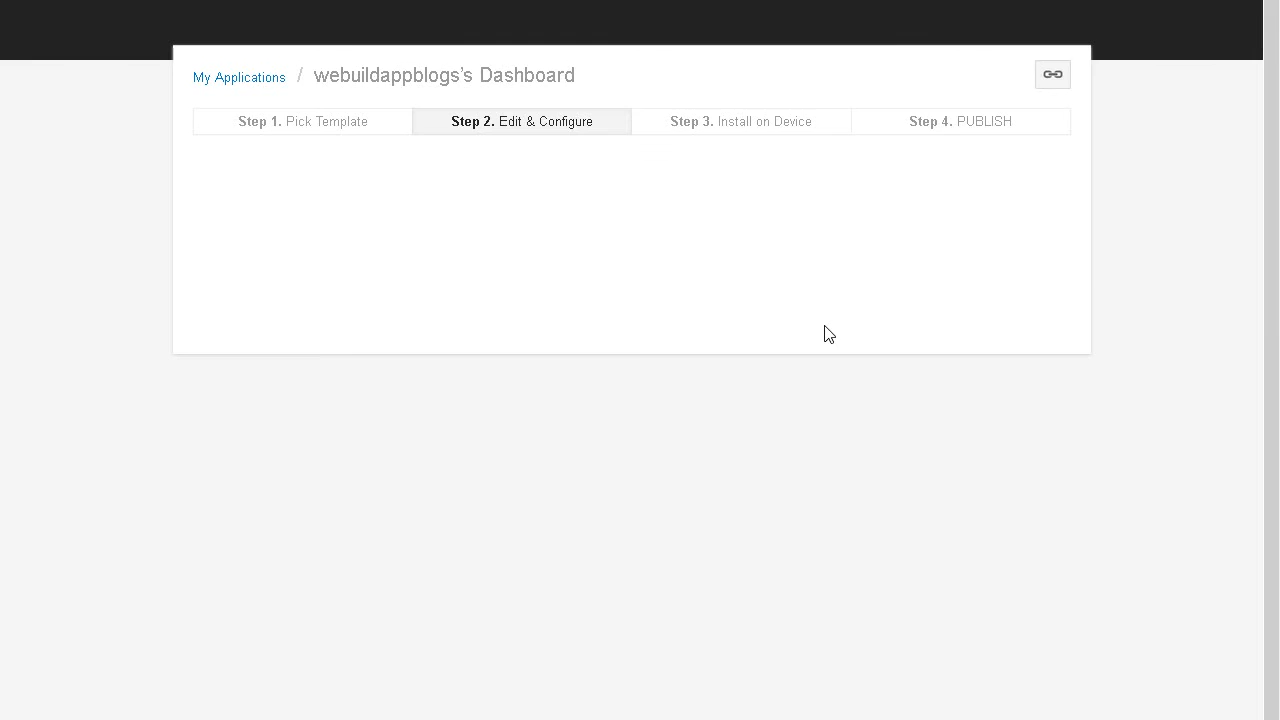 My Applications / webuildappblogs's Dashboard
Step 1. Pick Template Step 2. Edit & Configure Step 3. Install on Device Step 4. PUBLISH